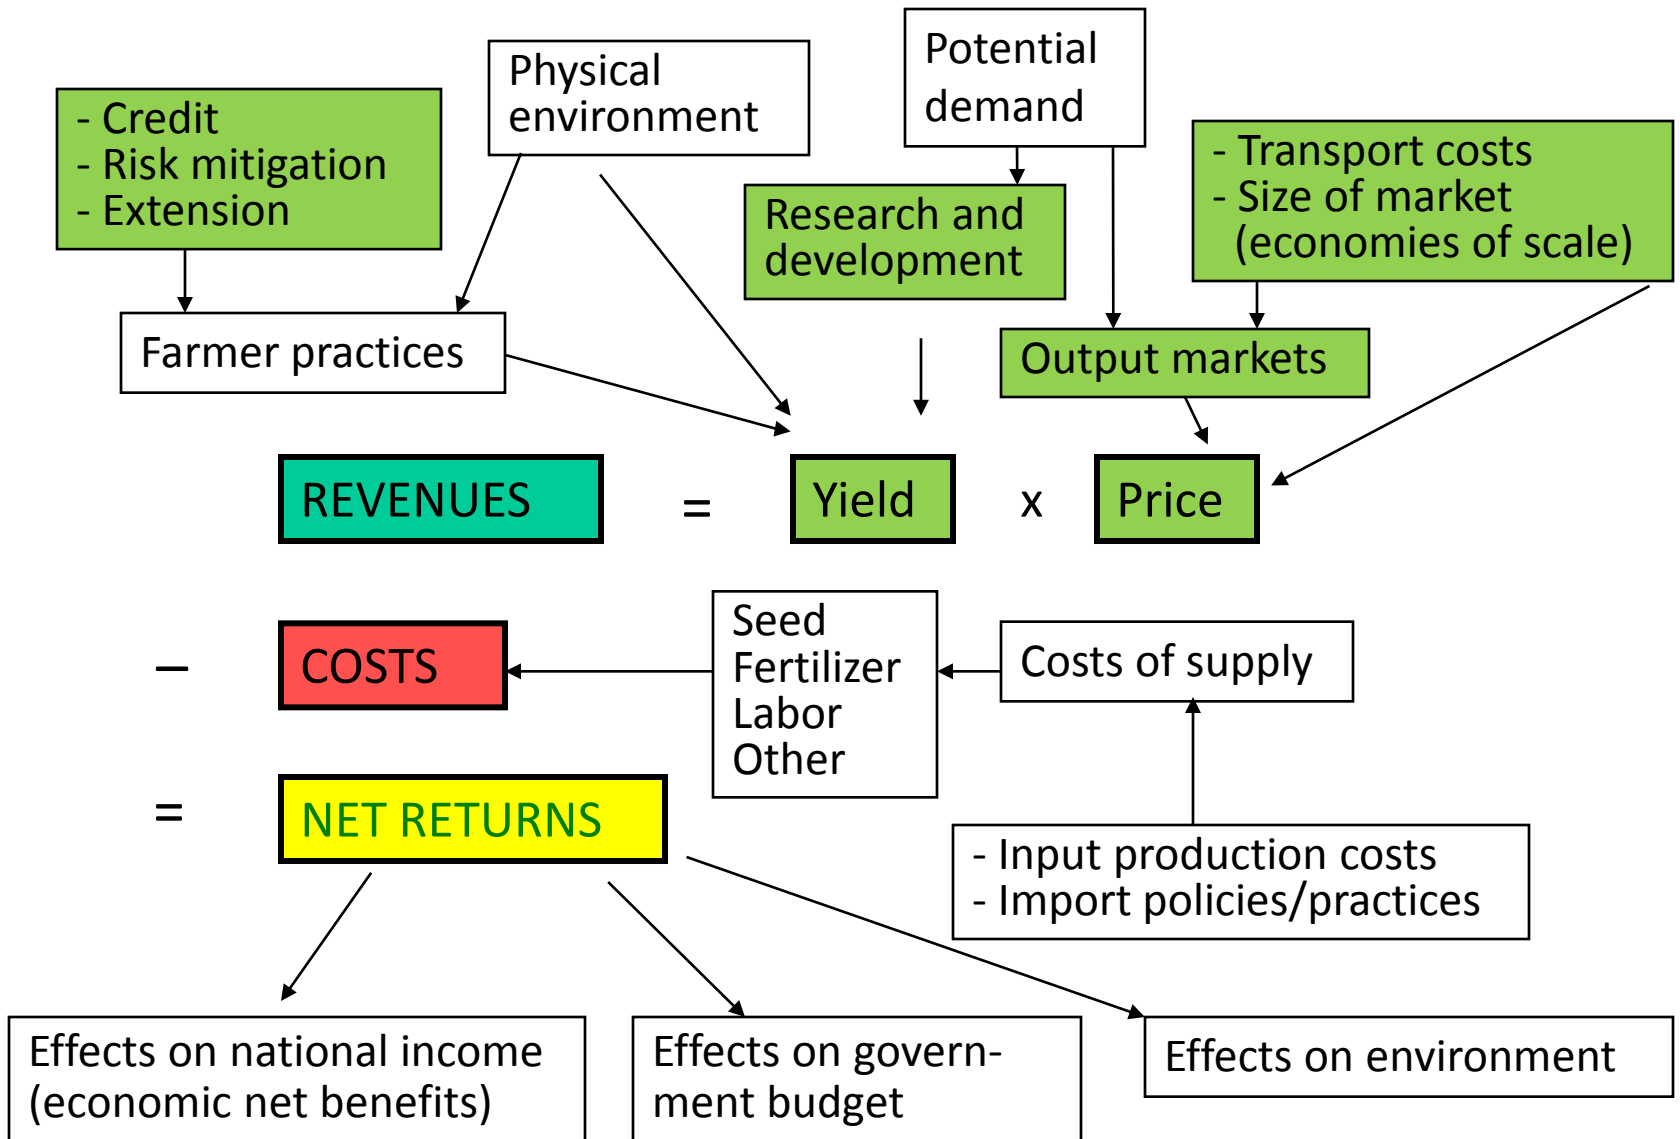 Potential
demand
Physical
environment
- Credit
- Risk mitigation
- Extension
- Transport costs
- Size of market
(economies of scale)
Research and
development
Farmer practices
Output markets
REVENUES
=
Yield
x
Price
–
COSTS
Seed
Fertilizer
Labor
Other
Costs of supply
=
NET RETURNS
- Input production costs
- Import policies/practices
Effects on national income
(economic net benefits)
Effects on govern-
ment budget
Effects on environment